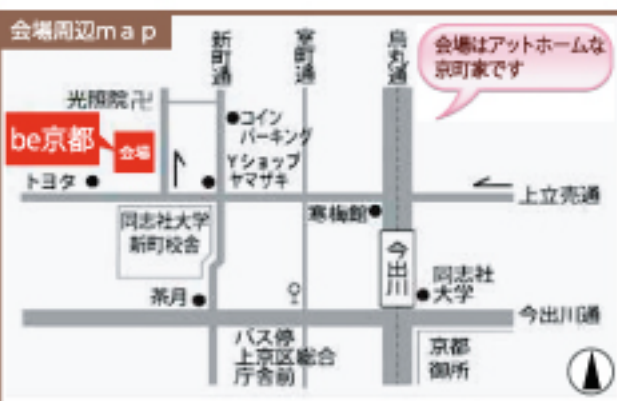 会場周辺map
新町通
室町通
烏丸通
会場はアットホームな
京町家です
光照院卍
be京都
会場
●コイン
パーキング
Yショップ
ヤマザキ
トヨタ
上立売通
寒梅館
同志社大学
新町校舎
今出川
同志社
大学
茶月
今出川通
バス停
上京区総合
庁舎前
京都
御所